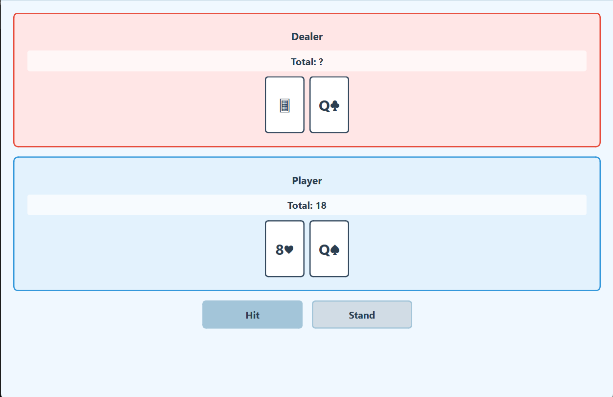 Dealer
Total: ?
Q♣
Player
Total: 18
8♥ Q♠
Hit Stand